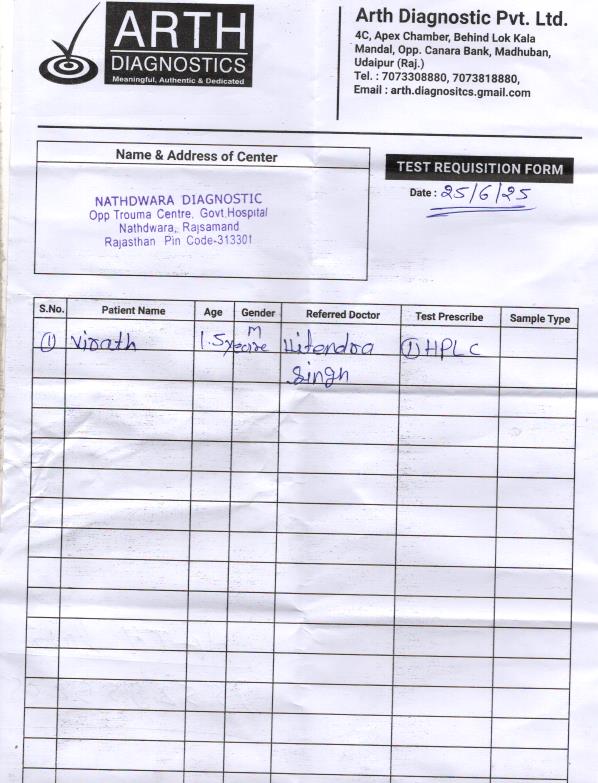 ARTH
DIAGNOSTICS
Meaningful, Authentic & Dedicated
Arth Diagnostic Pvt. Ltd.
4C, Apex Chamber, Behind Lok Kala
Mandal, Opp. Canara Bank, Madhuban,
Udaipur (Raj.)
Tel. : 7073308880, 7073818880,
Email : arth.diagnositcs.gmail.com
Name & Address of Center
NATHDWARA DIAGNOSTIC
Opp Trouma Centre, Govt.Hospital
Nathdwara, Rajsamand
Rajasthan Pin Code-313301
TEST REQUISITION FORM
Date : 25/6/25
S.No. Patient Name Age Gender Referred Doctor Test Prescribe Sample Type
① Virath 1.5 M Hitendra ① HPLC
Singh